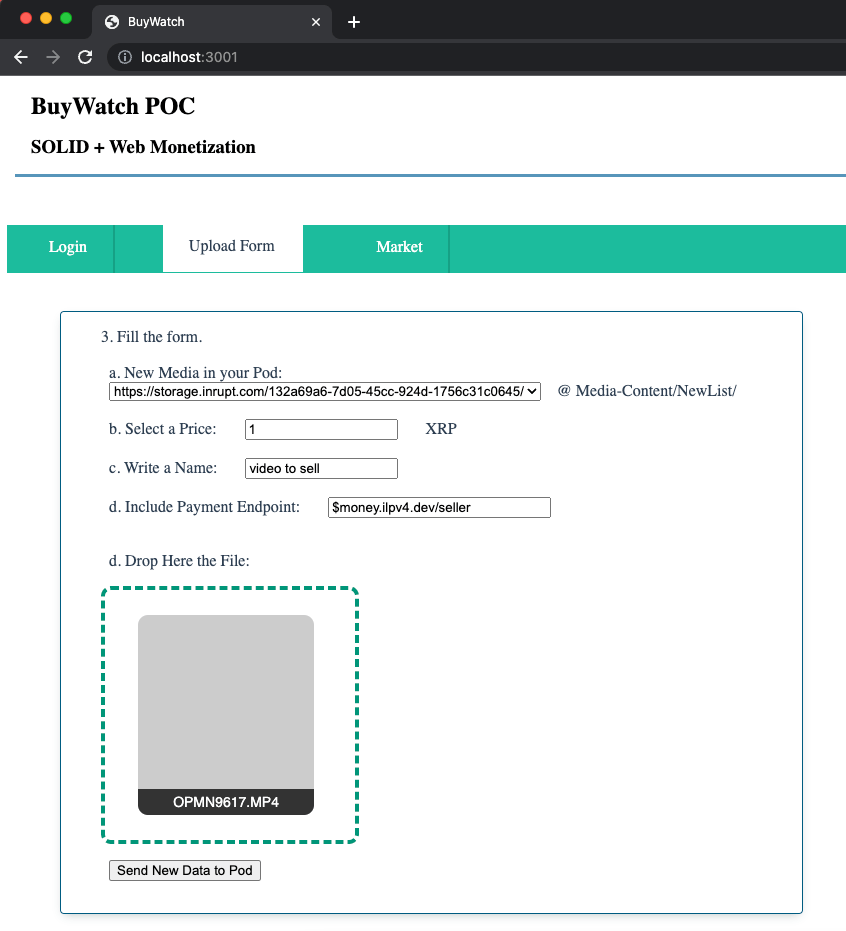 BuyWatch
localhost:3001
BuyWatch POC
SOLID + Web Monetization
Login Upload Form Market
3. Fill the form.
a. New Media in your Pod:
https://storage.inrupt.com/132a69a6-7d05-45cc-924d-1756c31c0645/ @ Media-Content/NewList/
b. Select a Price: 1 XRP
c. Write a Name: video to sell
d. Include Payment Endpoint: $money.ilpv4.dev/seller
d. Drop Here the File:
OPMN9617.MP4
Send New Data to Pod